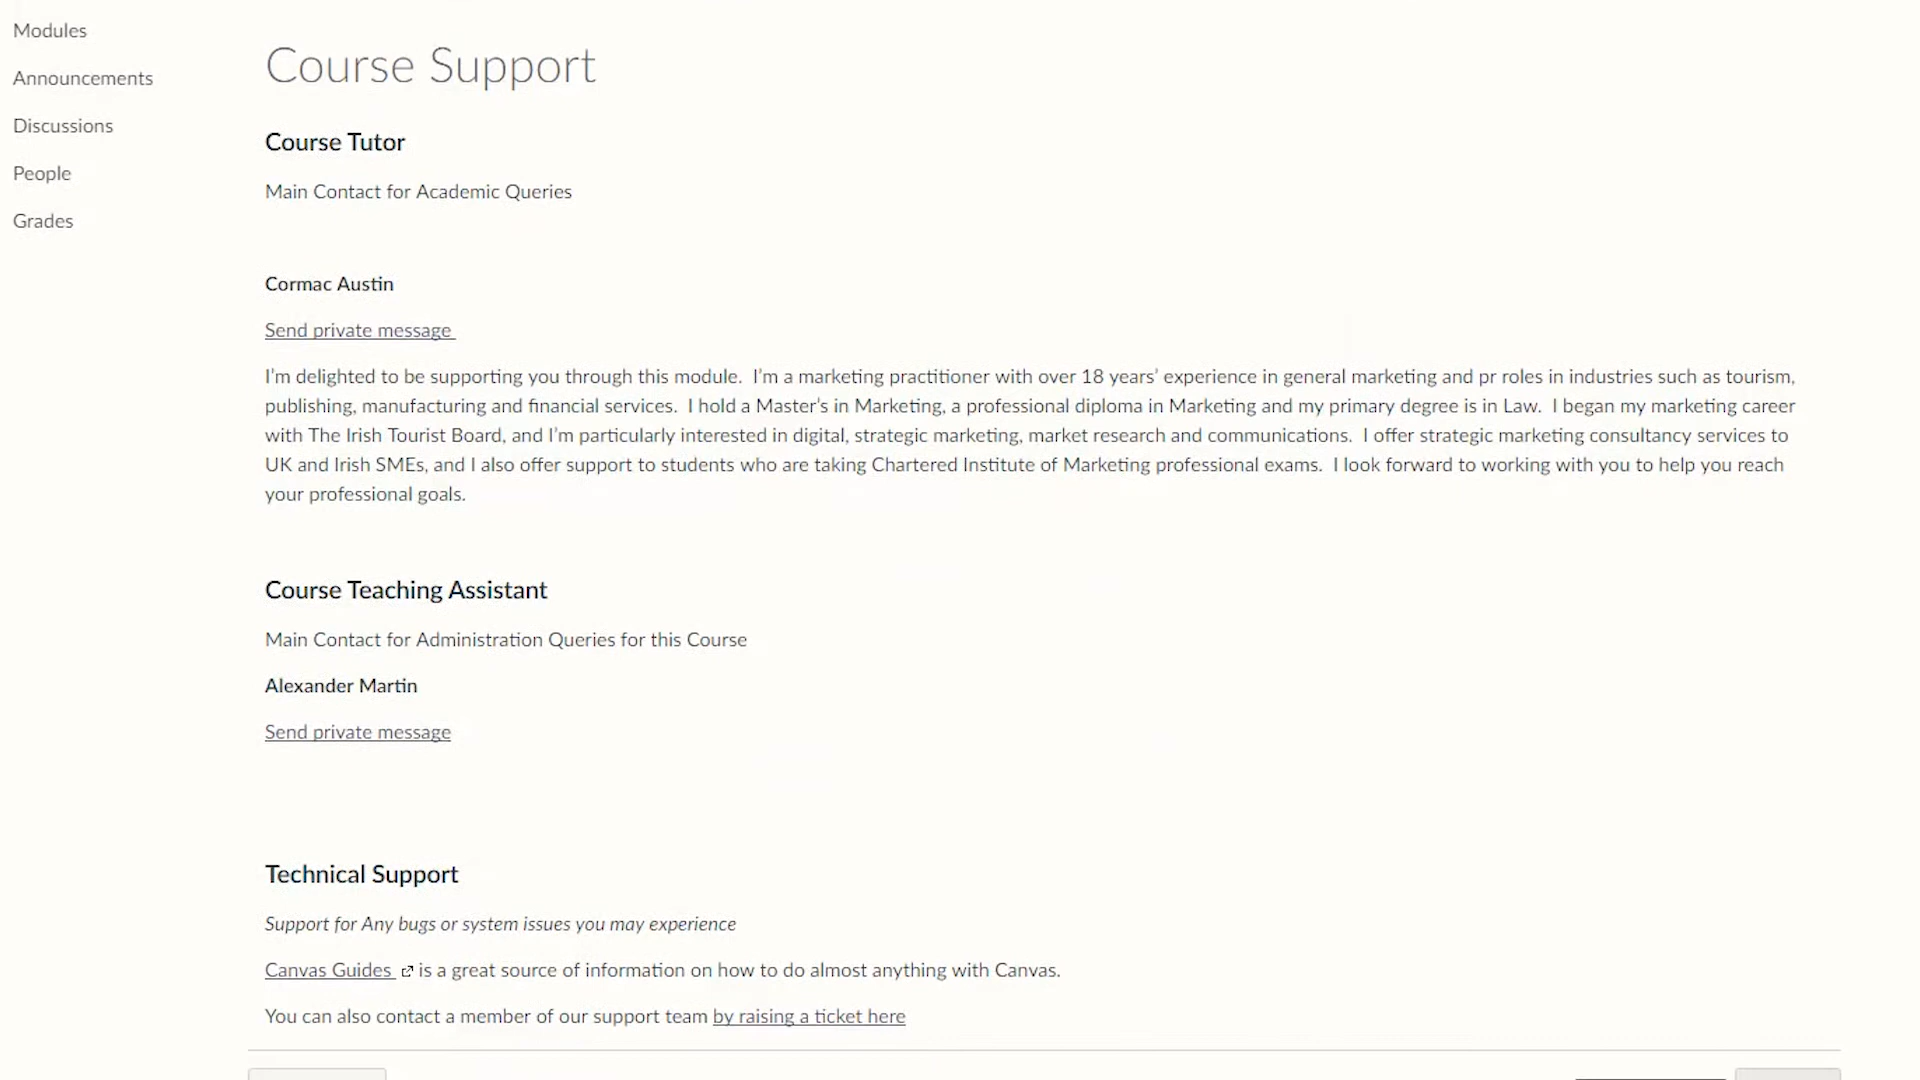 Modules
Announcements
Discussions
People
Grades
Course Support
Course Tutor
Main Contact for Academic Queries
Cormac Austin
Send private message
I'm delighted to be supporting you through this module.  I'm a marketing practitioner with over 18 years' experience in general marketing and pr roles in industries such as tourism,
publishing, manufacturing and financial services.  I hold a Master's in Marketing, a professional diploma in Marketing and my primary degree is in Law.  I began my marketing career
with The Irish Tourist Board, and I'm particularly interested in digital, strategic marketing, market research and communications.  I offer strategic marketing consultancy services to
UK and Irish SMEs, and I also offer support to students who are taking Chartered Institute of Marketing professional exams.  I look forward to working with you to help you reach
your professional goals.
Course Teaching Assistant
Main Contact for Administration Queries for this Course
Alexander Martin
Send private message
Technical Support
Support for Any bugs or system issues you may experience
Canvas Guides is a great source of information on how to do almost anything with Canvas.
You can also contact a member of our support team by raising a ticket here